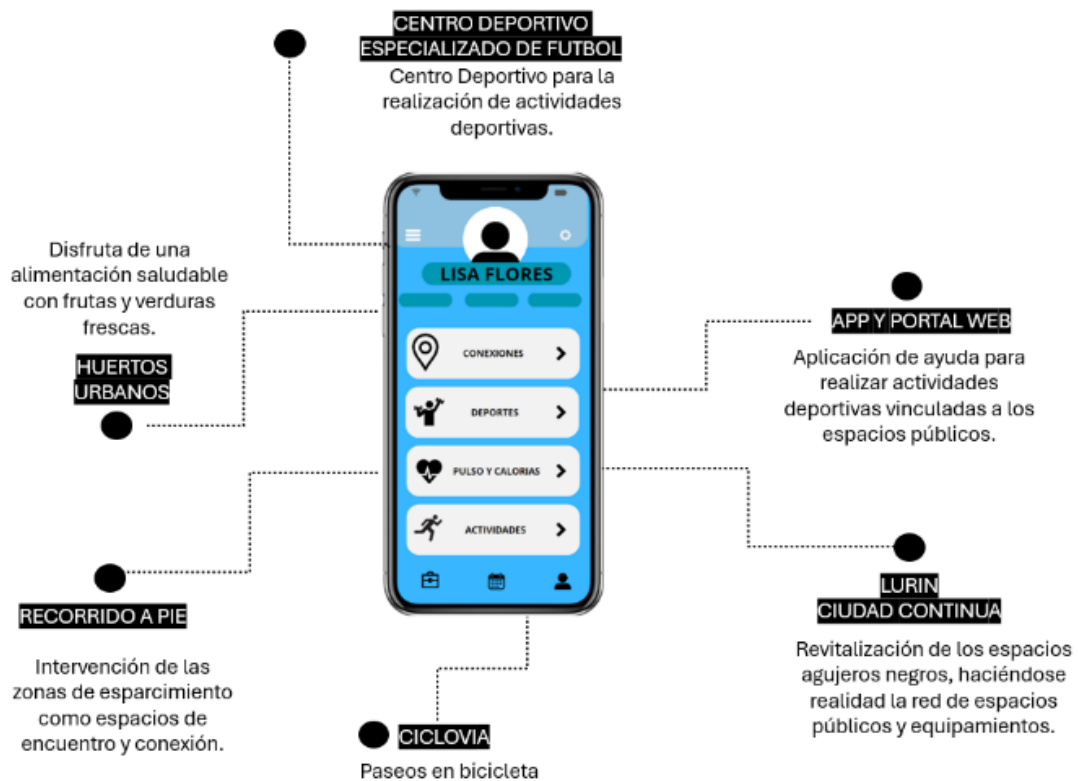 CENTRO DEPORTIVO
ESPECIALIZADO DE FUTBOL
Centro Deportivo para la
realización de actividades
deportivas.
Disfruta de una
alimentación saludable
con frutas y verduras
frescas.
HUERTOS
URBANOS
LISA FLORES
CONEXIONES
DEPORTES
PULSO Y CALORIAS
ACTIVIDADES
APP Y PORTAL WEB
Aplicación de ayuda para
realizar actividades
deportivas vinculadas a los
espacios públicos.
RECORRIDO A PIE
Intervención de las
zonas de esparcimiento
como espacios de
encuentro y conexión.
CICLOVIA
Paseos en bicicleta
LURIN
CIUDAD CONTINUA
Revitalización de los espacios
agujeros negros, haciéndose
realidad la red de espacios
públicos y equipamientos.